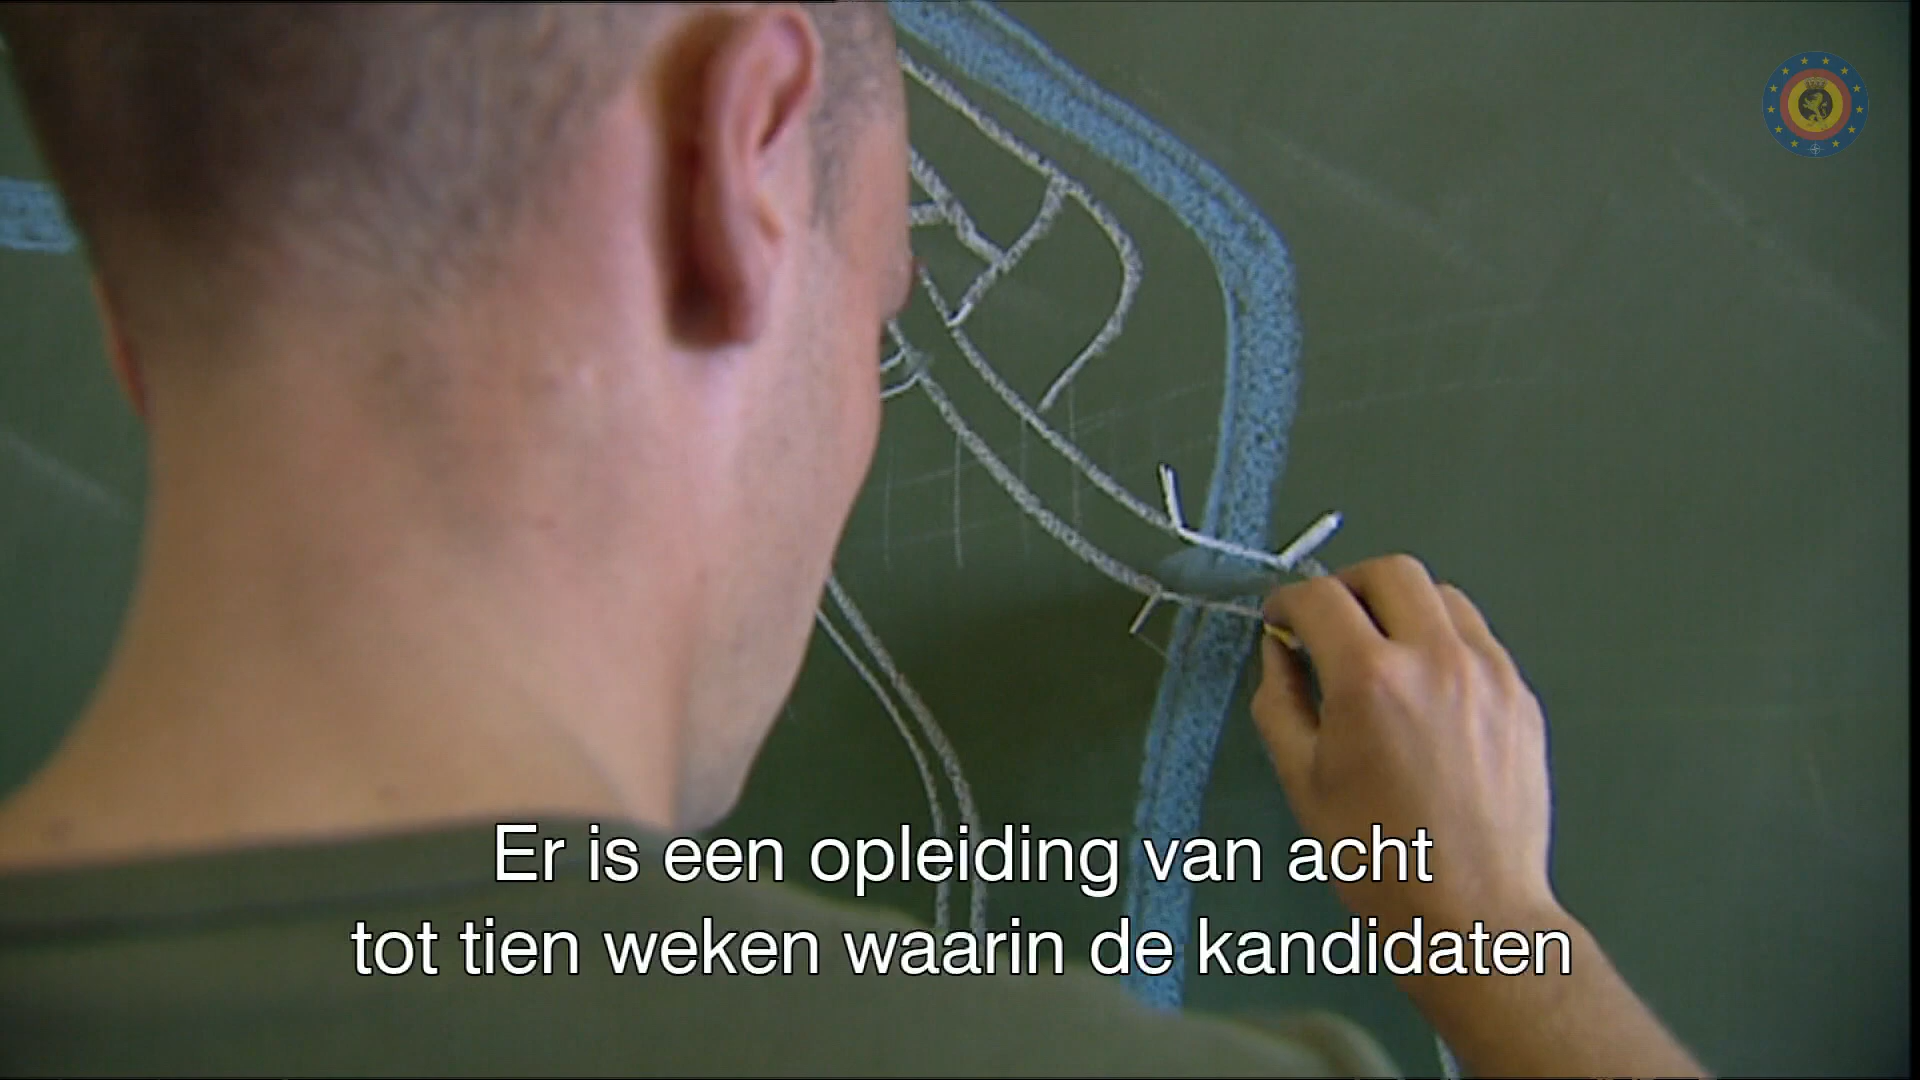 Er is een opleiding van acht
tot tien weken waarin de kandidaten